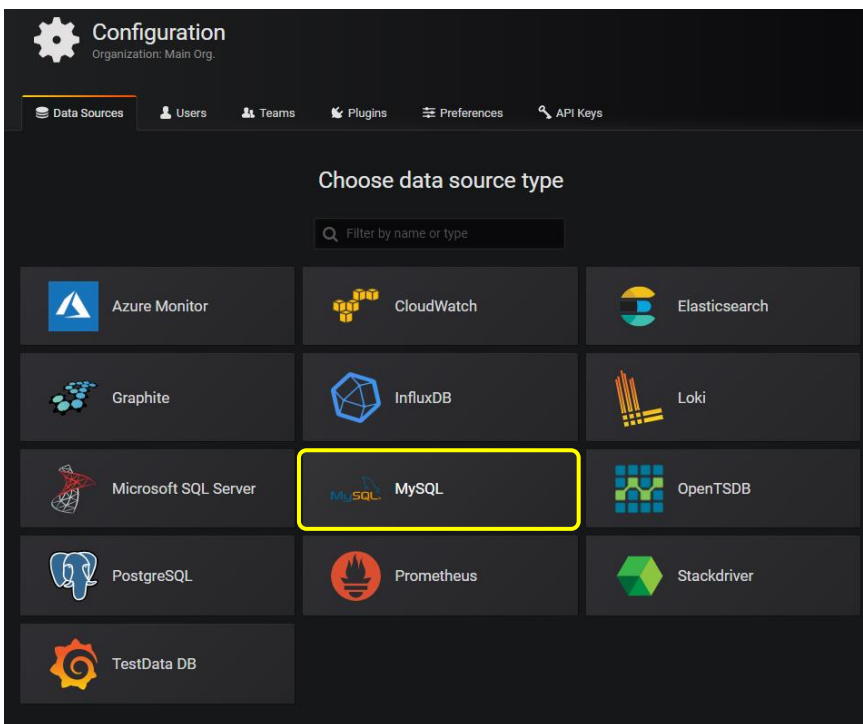 Configuration
Organization: Main Org.
Data Sources Users Teams Plugins Preferences API Keys
Choose data source type
Filter by name or type
Azure Monitor CloudWatch Elasticsearch
Graphite InfluxDB Loki
Microsoft SQL Server MySQL. MySQL OpenTSDB
PostgreSQL Prometheus Stackdriver
TestData DB